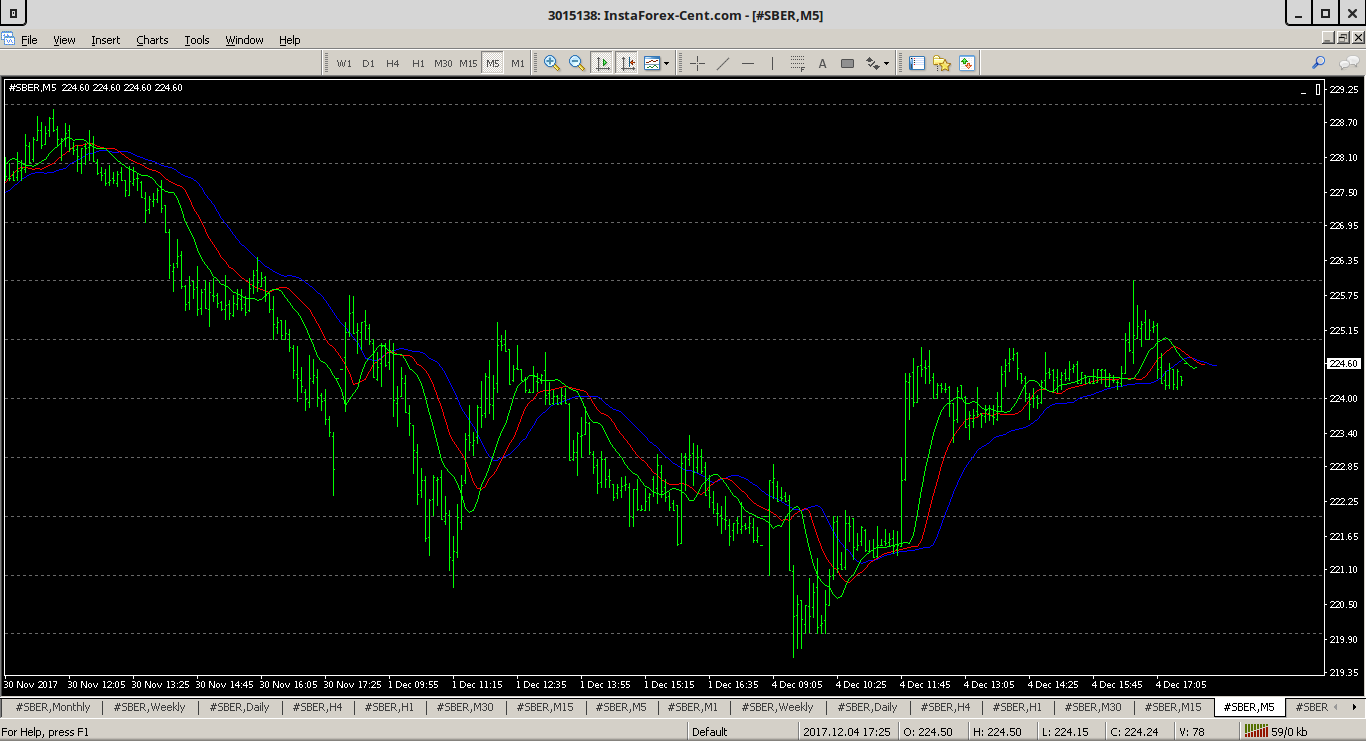 3015138: InstaForex-Cent.com - [#SBER,M5]
File View Insert Charts Tools Window Help
W1 D1 H4 H1 M30 M15 M5 M1 A
#SBER,M5 224.60 224.60 224.60 224.60
229.25
228.70
228.10
227.50
226.95
226.35
225.75
225.15
224.60
224.00
223.40
222.85
222.25
221.65
221.10
220.50
219.90
219.35
30 Nov 2017 30 Nov 12:05 30 Nov 13:25 30 Nov 14:45 30 Nov 16:05 30 Nov 17:25 1 Dec 09:55 1 Dec 11:15 1 Dec 12:35 1 Dec 13:55 1 Dec 15:15 1 Dec 16:35 4 Dec 09:05 4 Dec 10:25 4 Dec 11:45 4 Dec 13:05 4 Dec 14:25 4 Dec 15:45 4 Dec 17:05
#SBER,Monthly #SBER,Weekly #SBER,Daily #SBER,H4 #SBER,H1 #SBER,M30 #SBER,M15 #SBER,M5 #SBER,M1 #SBER,Weekly #SBER,Daily #SBER,H4 #SBER,H1 #SBER,M30 #SBER,M15 #SBER,M5 #SBER
For Help, press F1 Default 2017.12.04 17:25 O: 224.50 H: 224.50 L: 224.15 C: 224.24 V: 78 59/0 kb